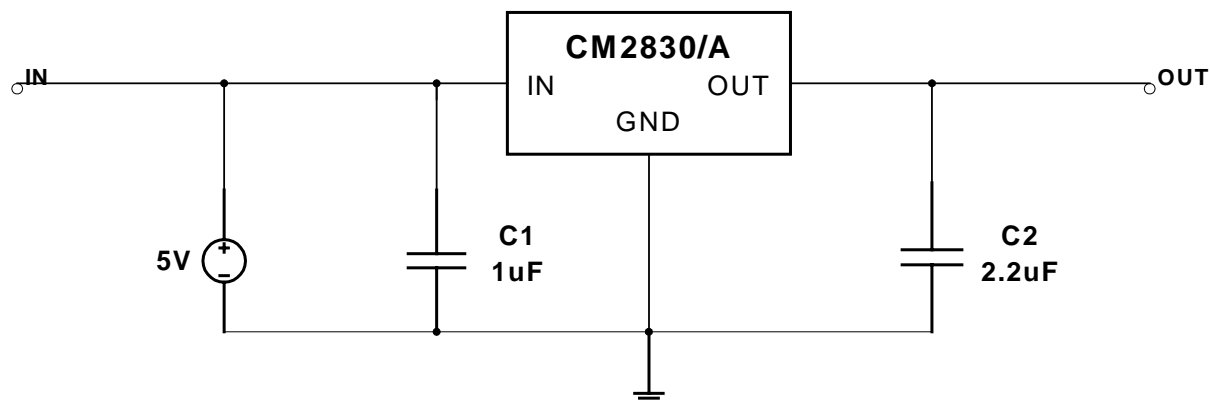 CM2830/A
IN
IN
OUT
OUT
GND
5V
+
−
C1
1uF
C2
2.2uF